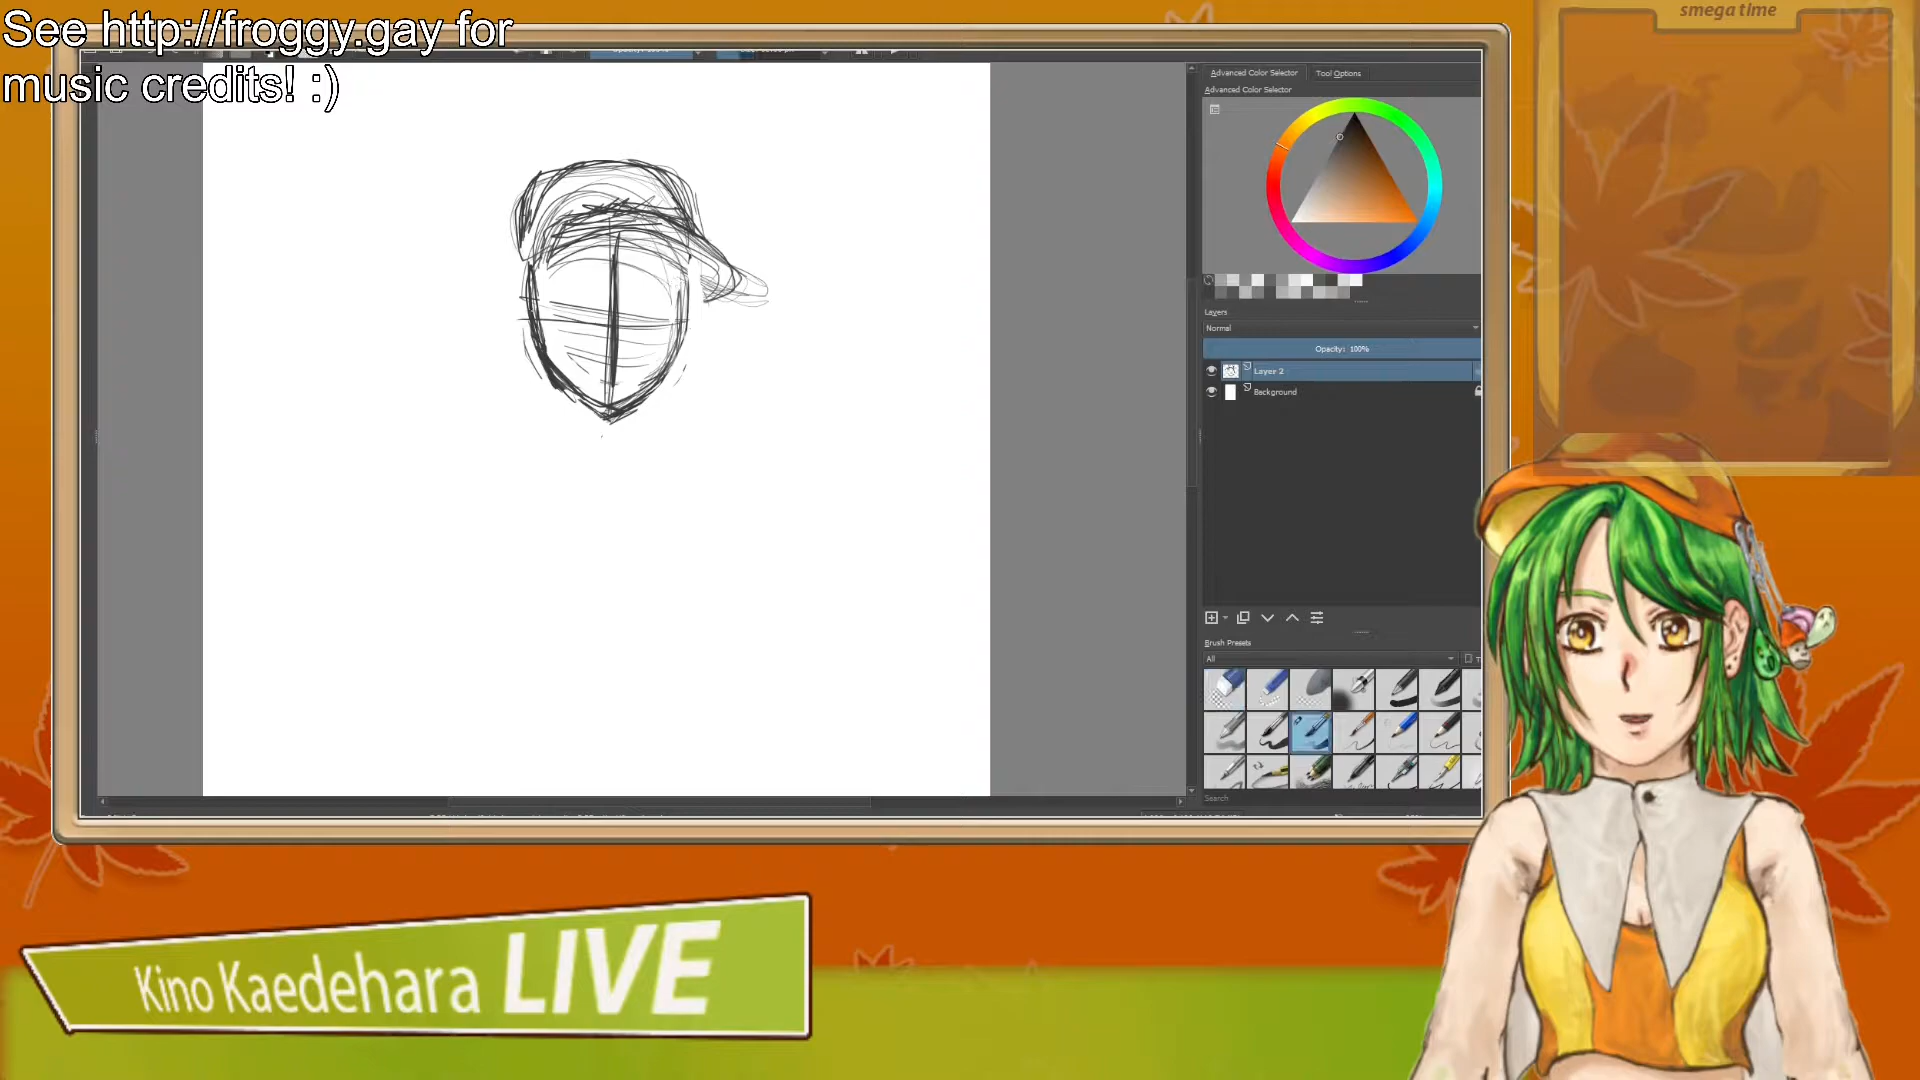 See http://froggy.gay for
music credits! :)
smega time
Advanced Color Selector
Tool Options
Advanced Color Selector
Layers
Normal
Opacity: 100%
Layer 2
Background
Brush Presets
All
Search
Kino Kaedehara LIVE